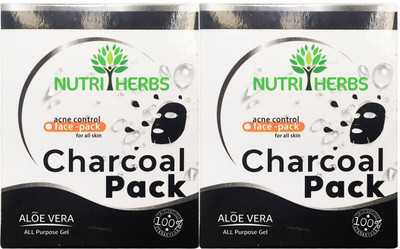 NUTRI HERBS
acne control
face-pack
for all skin
Charcoal
Pack
ALOE VERA
ALL Purpose Gel
100%
NUTRI HERBS
acne control
face-pack
for all skin
Charcoal
Pack
ALOE VERA
ALL Purpose Gel
100%